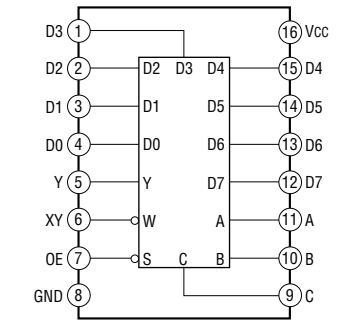 D3 1 16 VCC
D2 2 D2 D3 D4 15 D4
D1 3 D1 D5 14 D5
D0 4 D0 D6 13 D6
Y 5 Y D7 12 D7
XY 6 W A 11 A
OE 7 S C B 10 B
GND 8 9 C